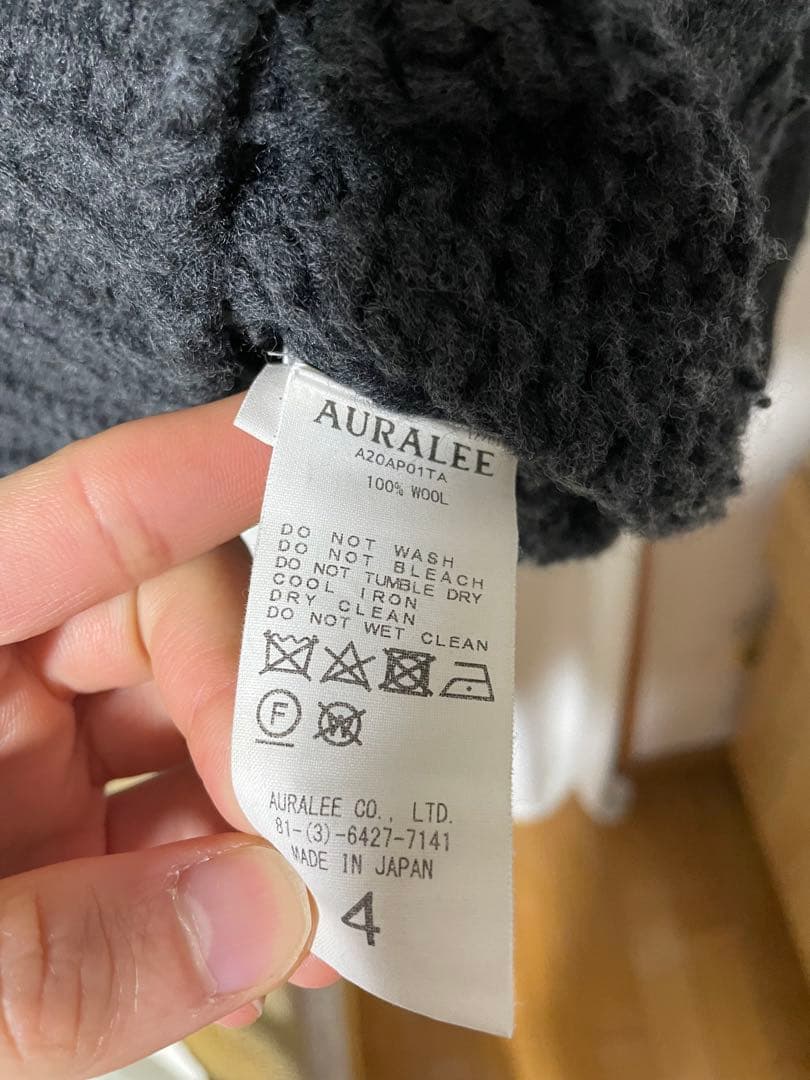 AURALEE
A20AP01TA
100% WOOL
DO NOT WASH
DO NOT BLEACH
DO NOT TUMBLE DRY
COOL IRON
DRY CLEAN
DO NOT WET CLEAN
F W
AURALEE CO., LTD.
81-(3)-6427-7141
MADE IN JAPAN
4